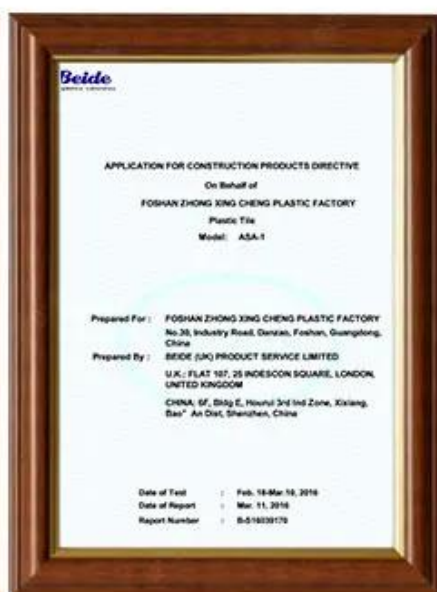 Beide
APPLICATION FOR CONSTRUCTION PRODUCTS DIRECTIVE
On Behalf of
FOSHAN ZHONG XING CHENG PLASTIC FACTORY
Plastic Tile
Model: ASA-1
Prepared For : FOSHAN ZHONG XING CHENG PLASTIC FACTORY
No.30, Industry Road, Danzao, Foshan, Guangdong,
China
Prepared By : BEIDE (UK) PRODUCT SERVICE LIMITED
U.K.: FLAT 107, 25 INDESCON SQUARE, LONDON,
UNITED KINGDOM
CHINA: 6F, Bldg E, Hourui 3rd Ind Zone, Xixiang,
Bao" An Dist, Shenzhen, China
Date of Test : Feb. 18-Mar.10, 2016
Date of Report : Mar. 11, 2016
Report Number : B-S16030170